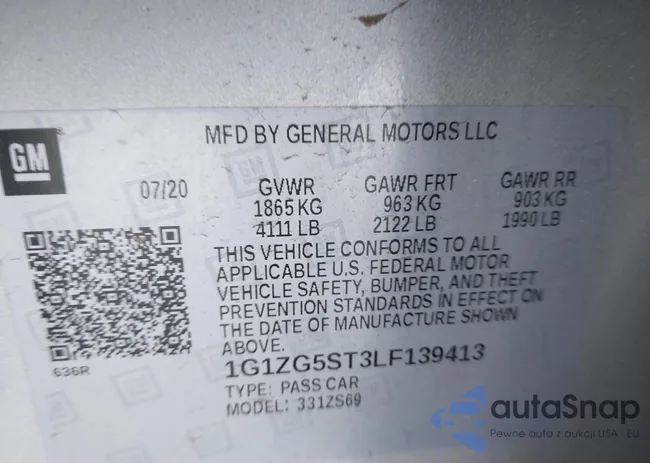 GM
MFD BY GENERAL MOTORS LLC
07/20
GVWR GAWR FRT GAWR RR
1865 KG 963 KG 903 KG
4111 LB 2122 LB 1990 LB
THIS VEHICLE CONFORMS TO ALL
APPLICABLE U.S. FEDERAL MOTOR
VEHICLE SAFETY, BUMPER, AND THEFT
PREVENTION STANDARDS IN EFFECT ON
THE DATE OF MANUFACTURE SHOWN
ABOVE.
1G1ZG5ST3LF139413
636R
TYPE: PASS CAR
MODEL: 331ZS69
autaSnap
Pewne auta z aukcji USA - EU